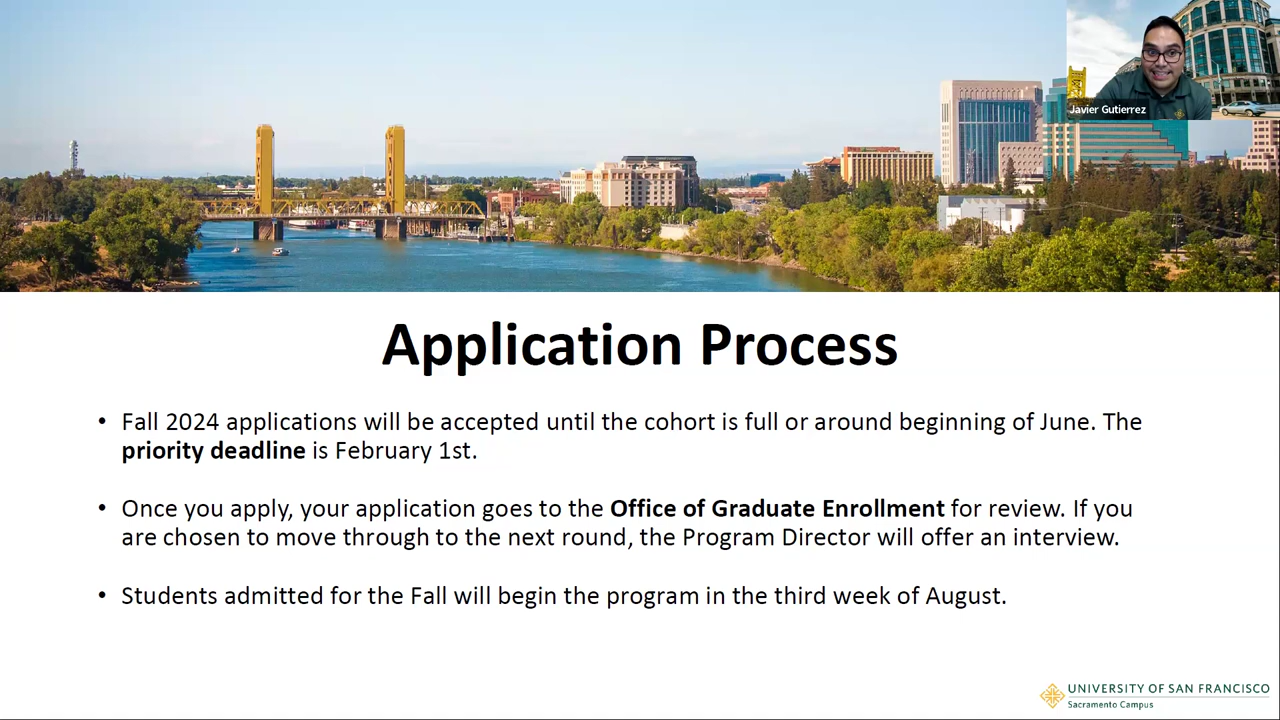 Javier Gutierrez
Application Process
• Fall 2024 applications will be accepted until the cohort is full or around beginning of June. The
priority deadline is February 1st.
• Once you apply, your application goes to the Office of Graduate Enrollment for review. If you
are chosen to move through to the next round, the Program Director will offer an interview.
• Students admitted for the Fall will begin the program in the third week of August.
UNIVERSITY OF SAN FRANCISCO
Sacramento Campus